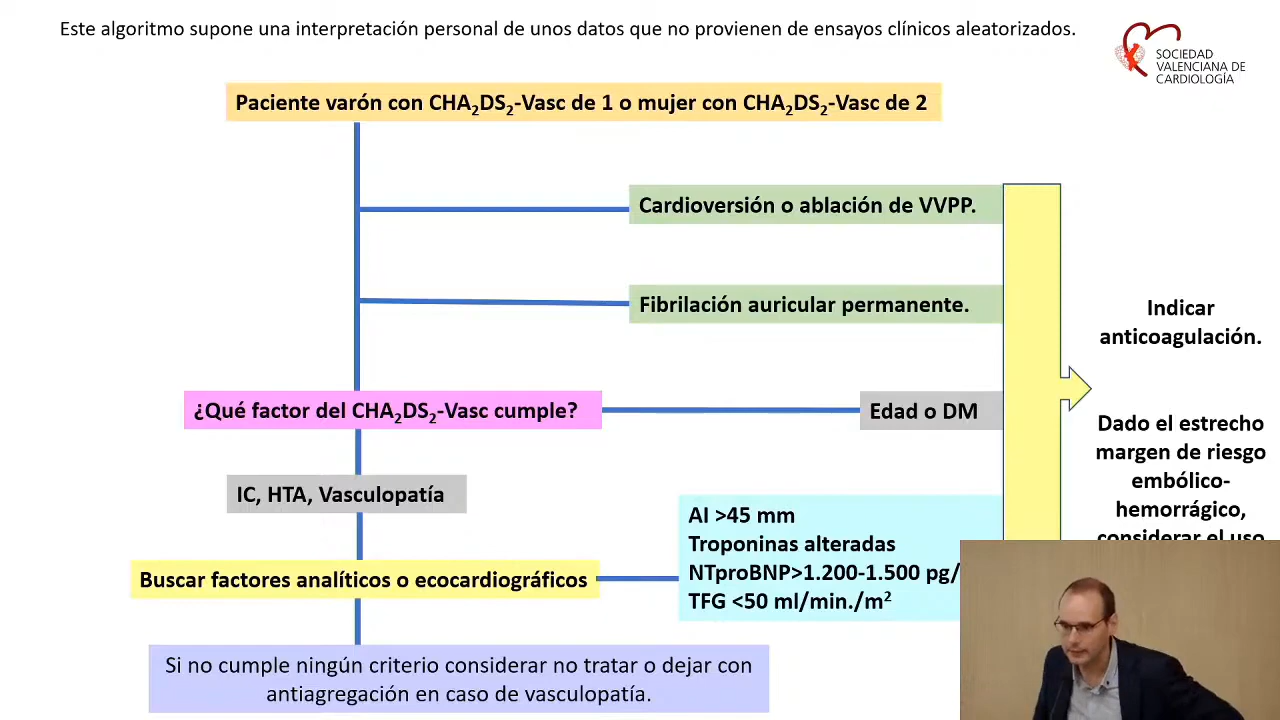 Este algoritmo supone una interpretación personal de unos datos que no provienen de ensayos clínicos aleatorizados.
SOCIEDAD
VALENCIANA DE
CARDIOLOGÍA
Paciente varón con CHA₂DS₂-Vasc de 1 o mujer con CHA₂DS₂-Vasc de 2
Cardioversión o ablación de VVPP.
Fibrilación auricular permanente.
Indicar
anticoagulación.
¿Qué factor del CHA₂DS₂-Vasc cumple?
Edad o DM
Dado el estrecho
margen de riesgo
embólico-
hemorrágico,
considerar el uso
IC, HTA, Vasculopatía
AI >45 mm
Troponinas alteradas
NTproBNP>1.200-1.500 pg/
TFG <50 ml/min./m²
Buscar factores analíticos o ecocardiográficos
Si no cumple ningún criterio considerar no tratar o dejar con
antiagregación en caso de vasculopatía.